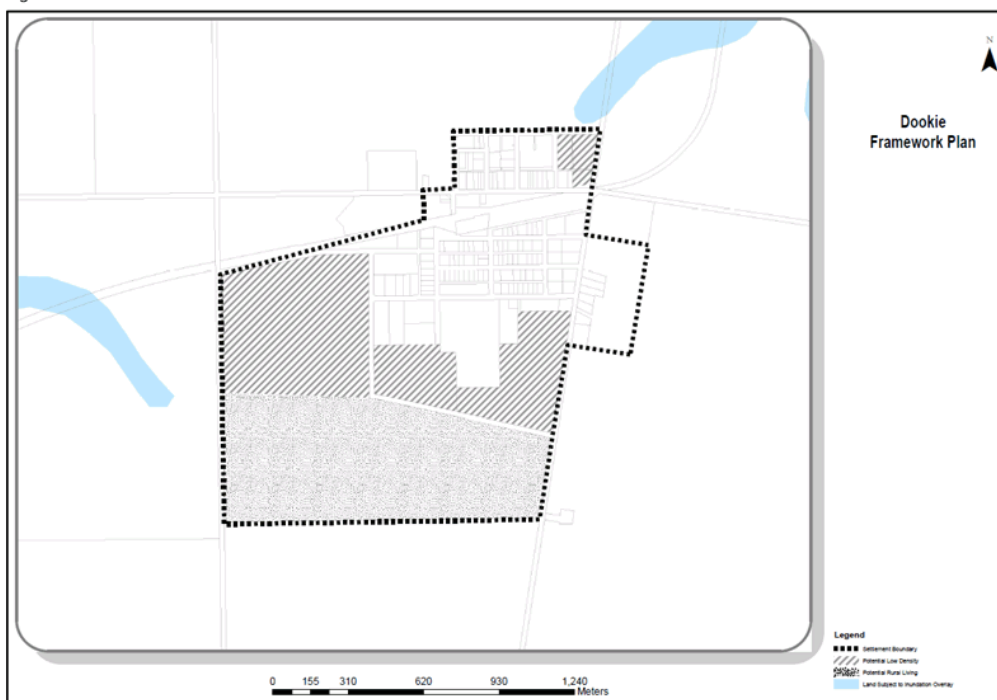 N
Dookie
Framework Plan
Legend
Settlement Boundary
Potential Low Density
Potential Rural Living
Land Subject to Inundation Overlay
0 155 310 620 930 1,240
Meters